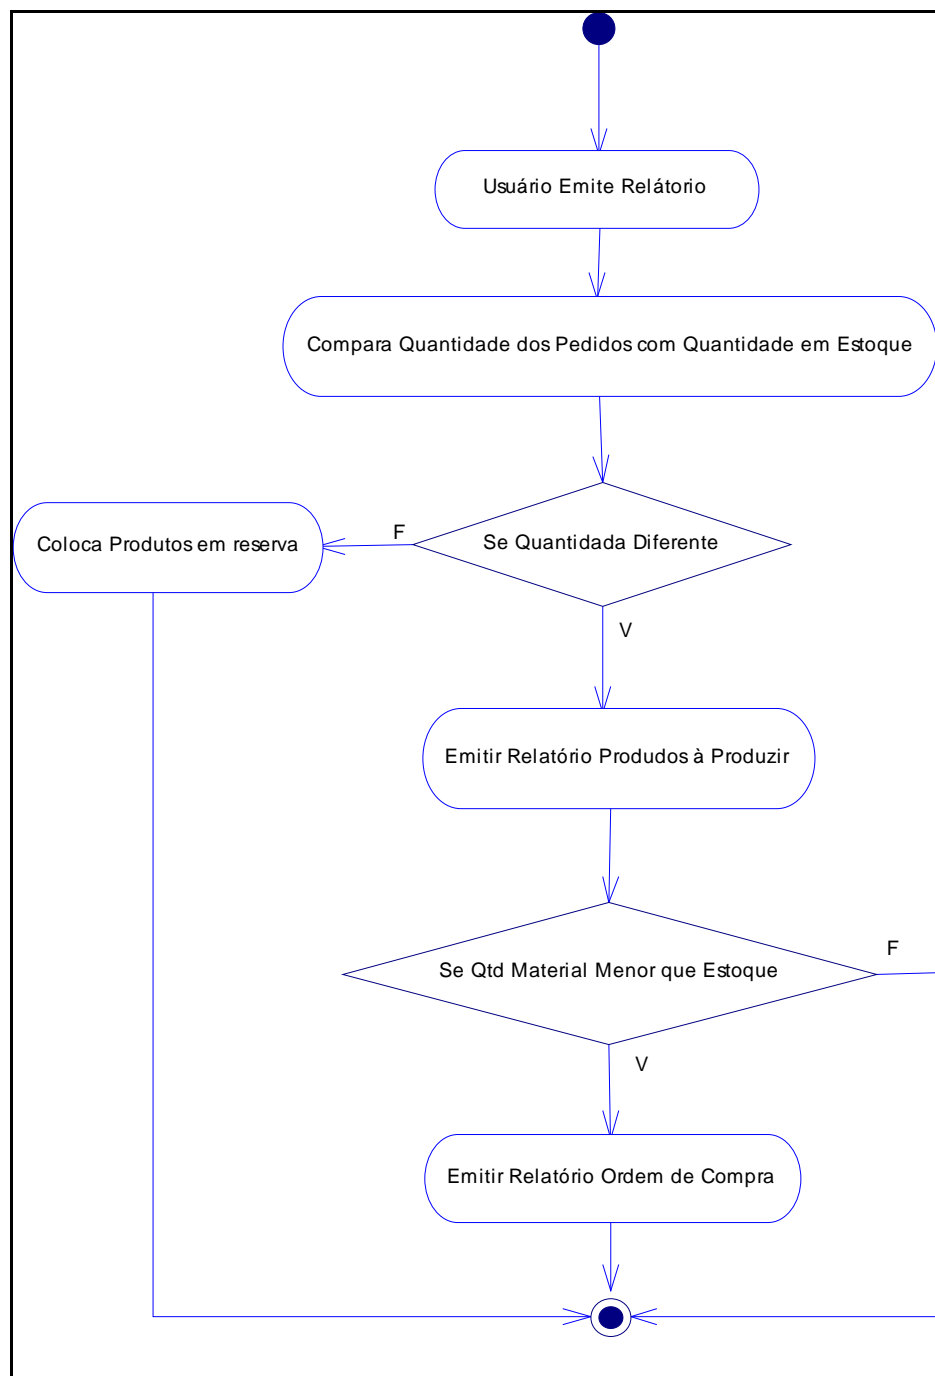 Usuário Emite Relátorio
Compara Quantidade dos Pedidos com Quantidade em Estoque
Se Quantidada Diferente
F
Coloca Produtos em reserva
V
Emitir Relatório Produdos à Produzir
Se Qtd Material Menor que Estoque
F
V
Emitir Relatório Ordem de Compra